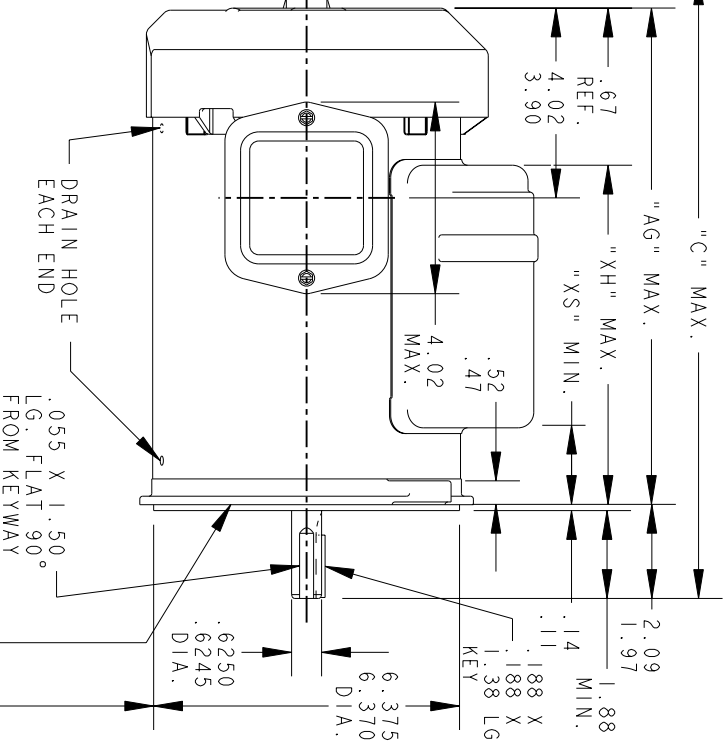 "C" MAX.
"AG" MAX.
"XH" MAX.
"XS" MIN.
.67
REF.
4.02
3.90
4.02
MAX.
.52
.47
DRAIN HOLE
EACH END
.055 X 1.50
LG. FLAT 90°
FROM KEYWAY
2.09
1.97
1.88
MIN.
.14
.11
.188 X
.188 X
1.38 LG
KEY
6.375
6.370
DIA.
.6250
.6245
DIA.